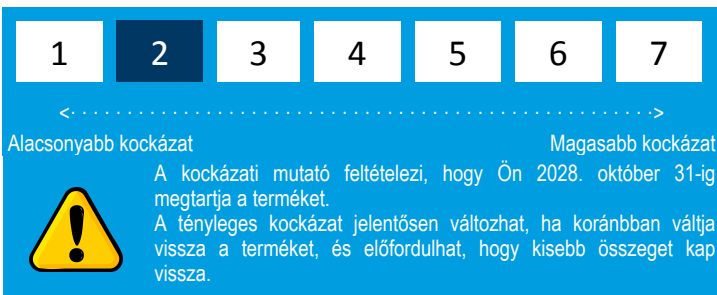 1 2 3 4 5 6 7
Alacsonyabb kockázat Magasabb kockázat
A kockázati mutató feltételezi, hogy Ön 2028. október 31-ig
megtartja a terméket.
A tényleges kockázat jelentősen változhat, ha koránbban váltja
vissza a terméket, és előfordulhat, hogy kisebb összeget kap
vissza.